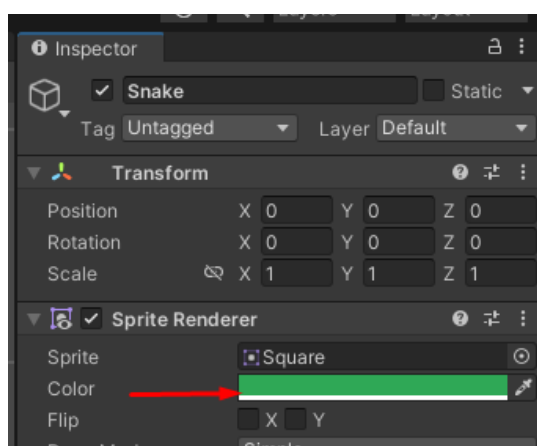 Inspector
Snake Static
Tag Untagged Layer Default
Transform
Position X 0 Y 0 Z 0
Rotation X 0 Y 0 Z 0
Scale X 1 Y 1 Z 1
Sprite Renderer
Sprite Square
Color
Flip X Y